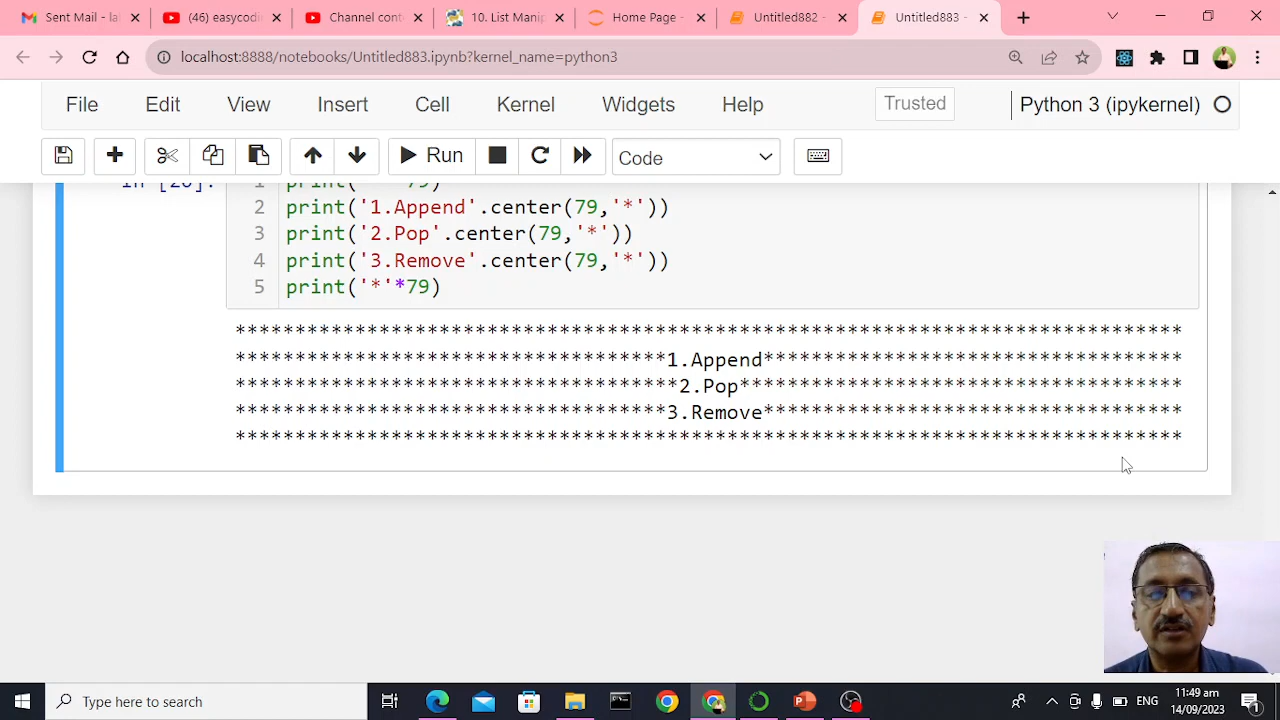 Sent Mail - la
(46) easycodi
Channel cont
10. List Manip
Home Page -
Untitled882 -
Untitled883 -
localhost:8888/notebooks/Untitled883.ipynb?kernel_name=python3
File Edit View Insert Cell Kernel Widgets Help Trusted Python 3 (ipykernel)
Run Code
2 print('1.Append'.center(79,'*'))
3 print('2.Pop'.center(79,'*'))
4 print('3.Remove'.center(79,'*'))
5 print('*'*79)
*******************************************************************************
***********************************1.Append************************************
*************************************2.Pop*************************************
***********************************3.Remove************************************
*******************************************************************************
Type here to search
ENG
11:49 am
14/09/2023
1